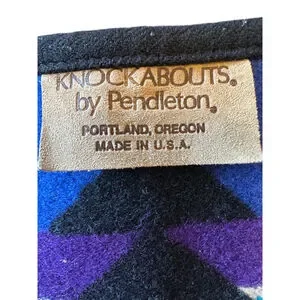 KNOCKABOUTS®
by Pendleton®
PORTLAND, OREGON
MADE IN U.S.A.